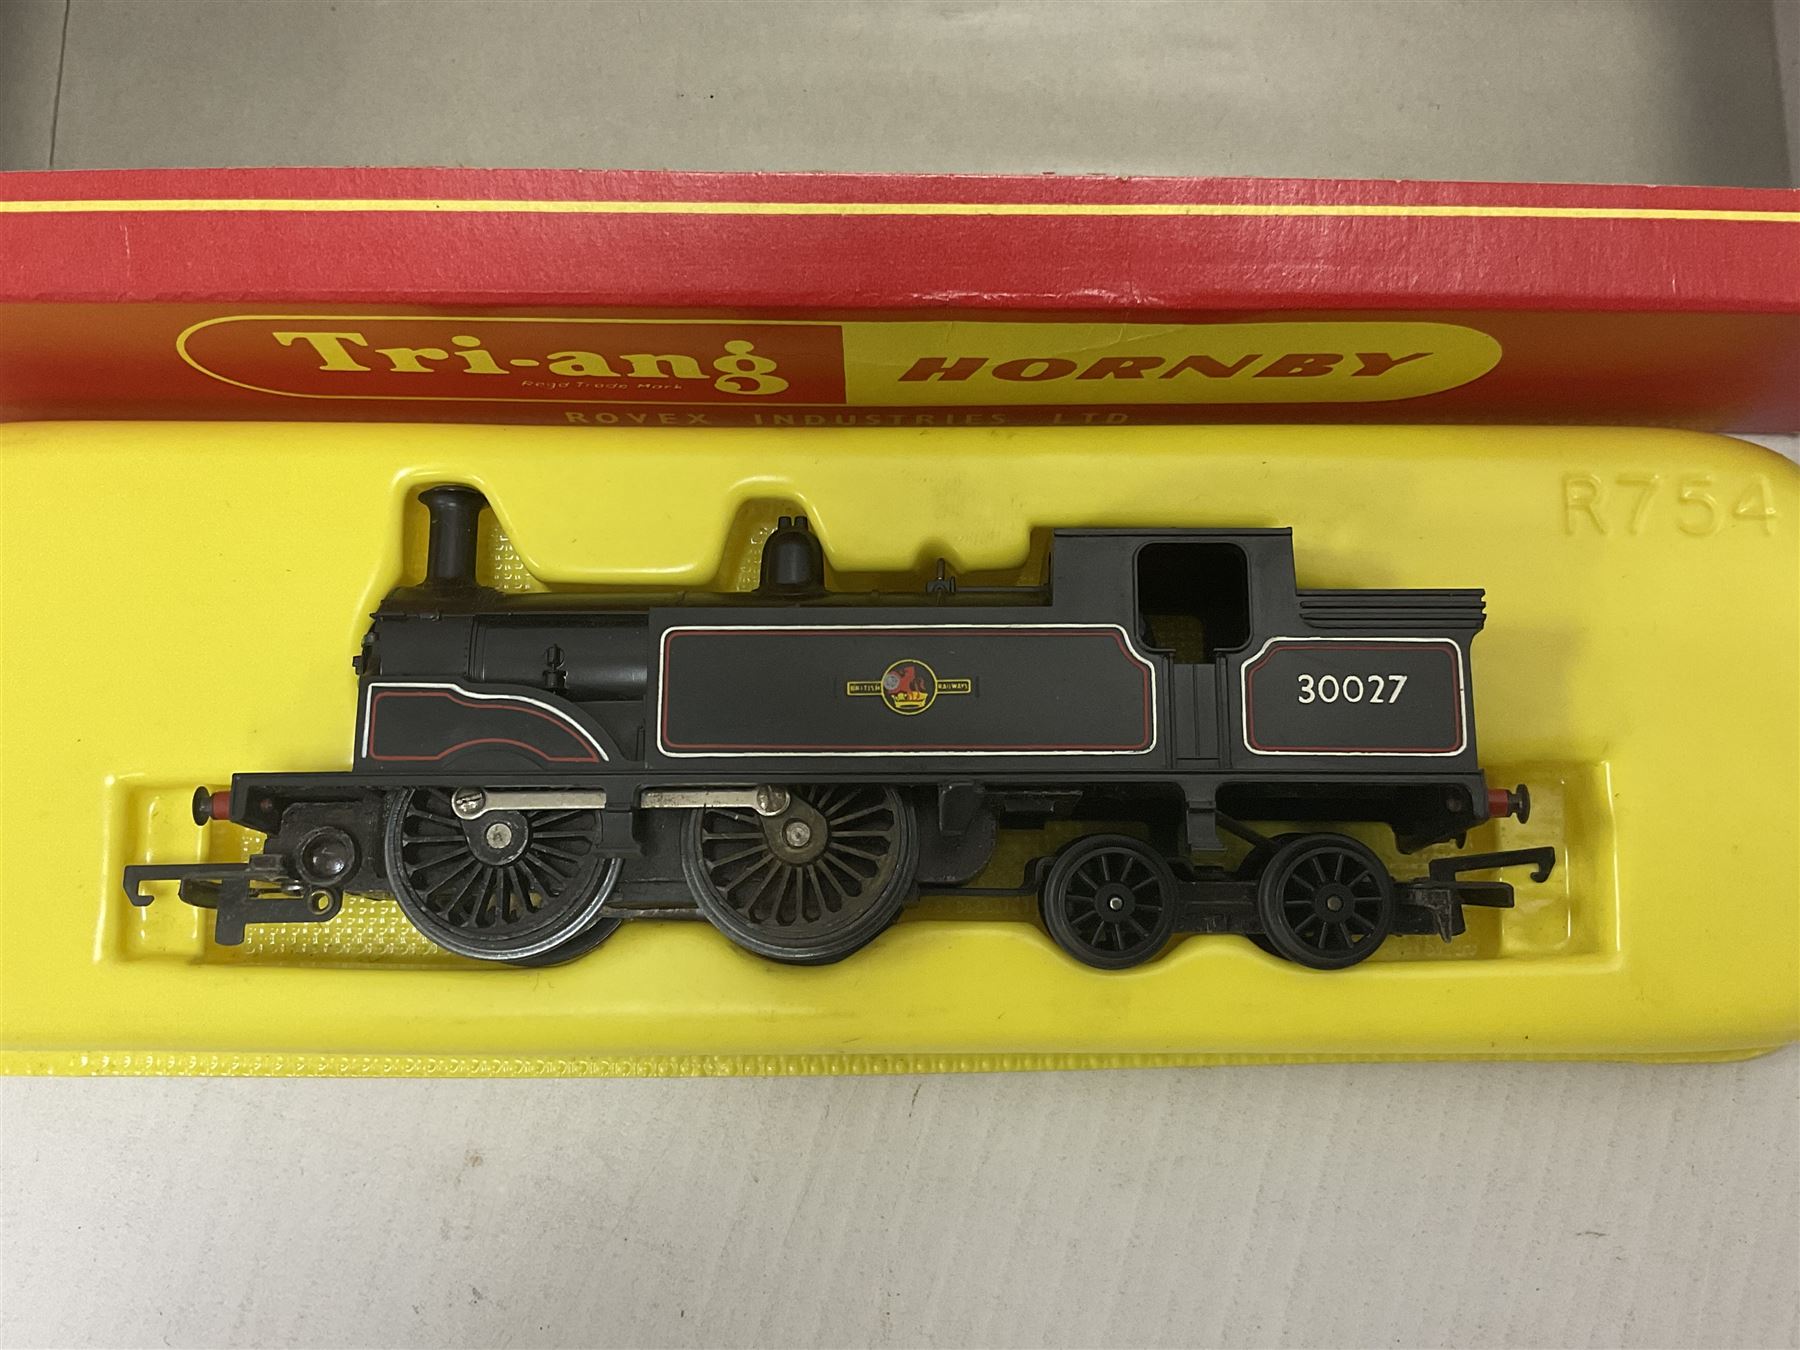 Tri-ang HORNBY
Regd Trade Mark
ROVEX INDUSTRIES LTD
R754
BRITISH RAILWAYS
30027